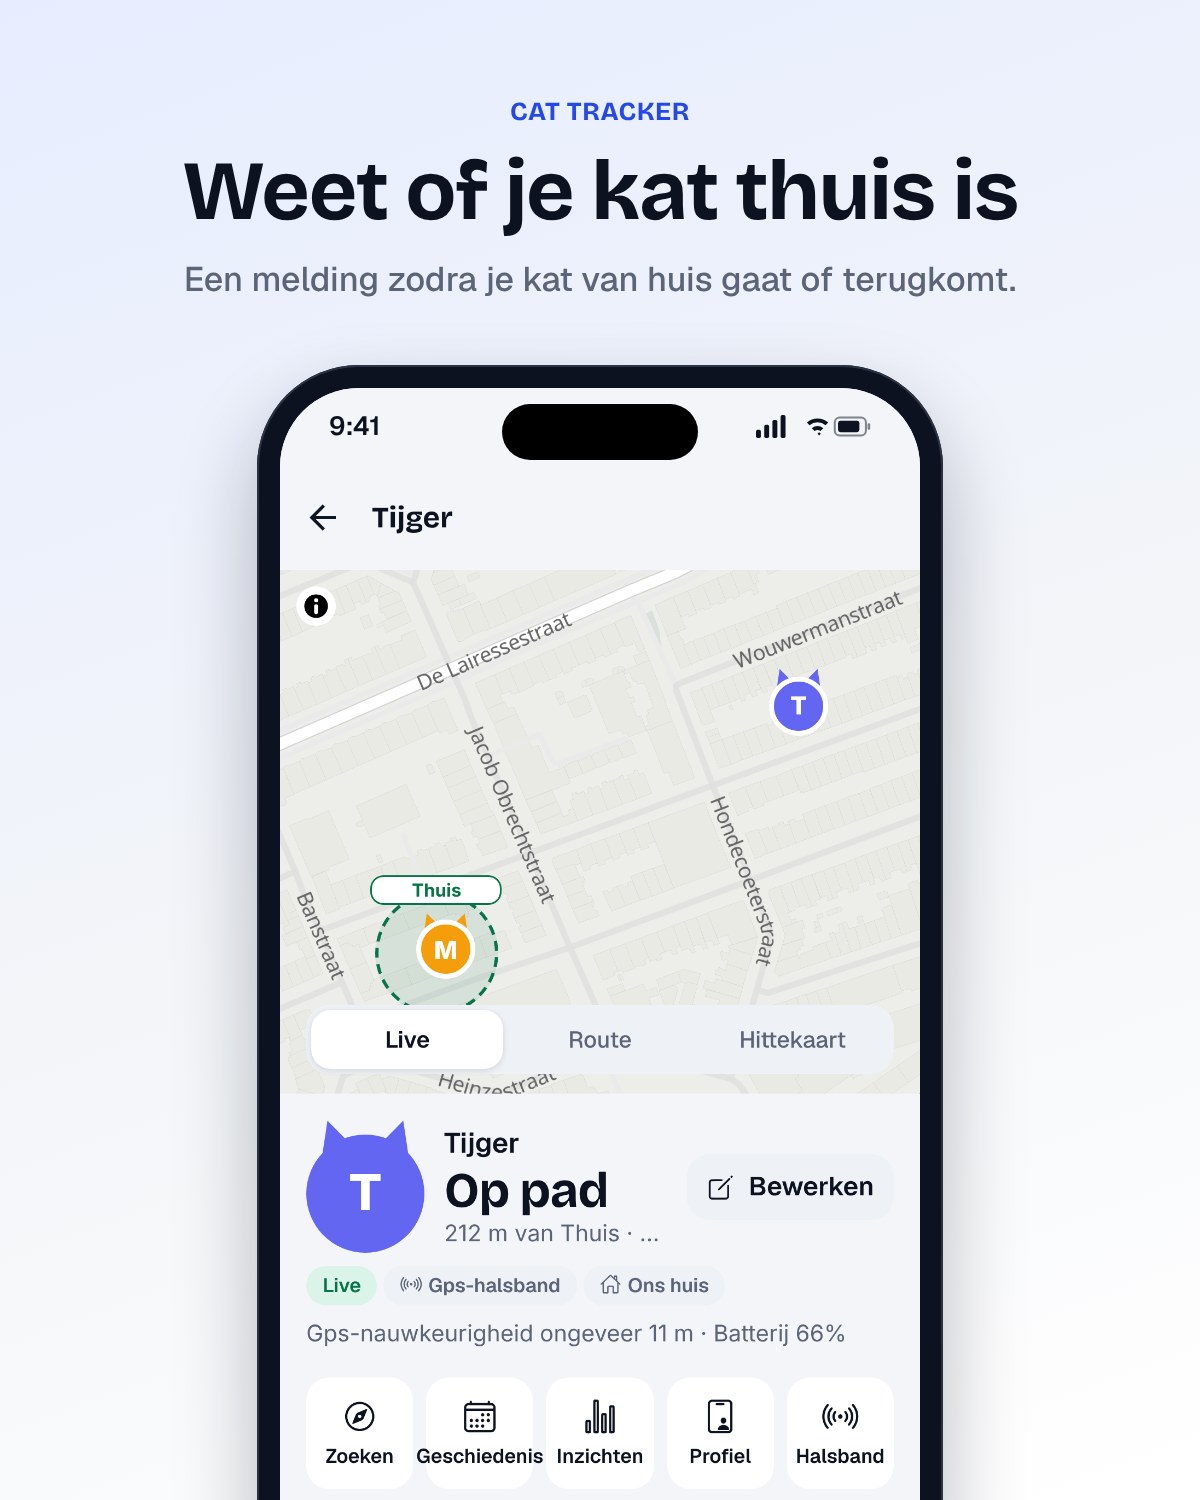 CAT TRACKER
Weet of je kat thuis is
Een melding zodra je kat van huis gaat of terugkomt.
9:41
Tijger
De Lairessestraat
Wouwermanstraat
T
Jacob Obrechtstraat
Hondecoeterstraat
Thuis
Banstraat
M
Live
Route
Hittekaart
Heinzestraat
T
Tijger
Op pad
212 m van Thuis · ...
Bewerken
Live
Gps-halsband
Ons huis
Gps-nauwkeurigheid ongeveer 11 m · Batterij 66%
Zoeken
Geschiedenis
Inzichten
Profiel
Halsband